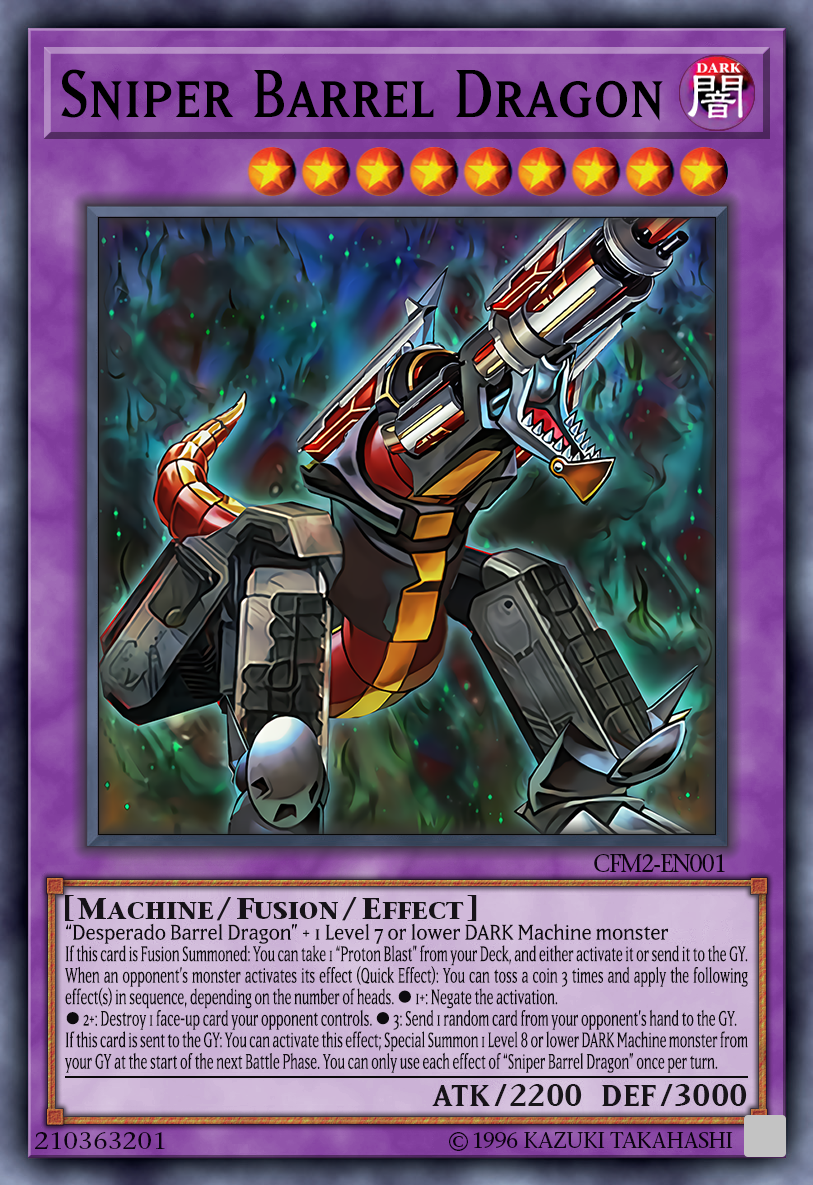 Sniper Barrel Dragon
DARK
闇
CFM2-EN001
[Machine/Fusion/Effect]
"Desperado Barrel Dragon" + 1 Level 7 or lower DARK Machine monster
If this card is Fusion Summoned: You can take 1 "Proton Blast" from your Deck, and either activate it or send it to the GY.
When an opponent's monster activates its effect (Quick Effect): You can toss a coin 3 times and apply the following
effect(s) in sequence, depending on the number of heads. ● 1+: Negate the activation.
● 2+: Destroy 1 face-up card your opponent controls. ● 3: Send 1 random card from your opponent's hand to the GY.
If this card is sent to the GY: You can activate this effect; Special Summon 1 Level 8 or lower DARK Machine monster from
your GY at the start of the next Battle Phase. You can only use each effect of "Sniper Barrel Dragon" once per turn.
ATK/2200 DEF/3000
210363201 ©1996 KAZUKI TAKAHASHI